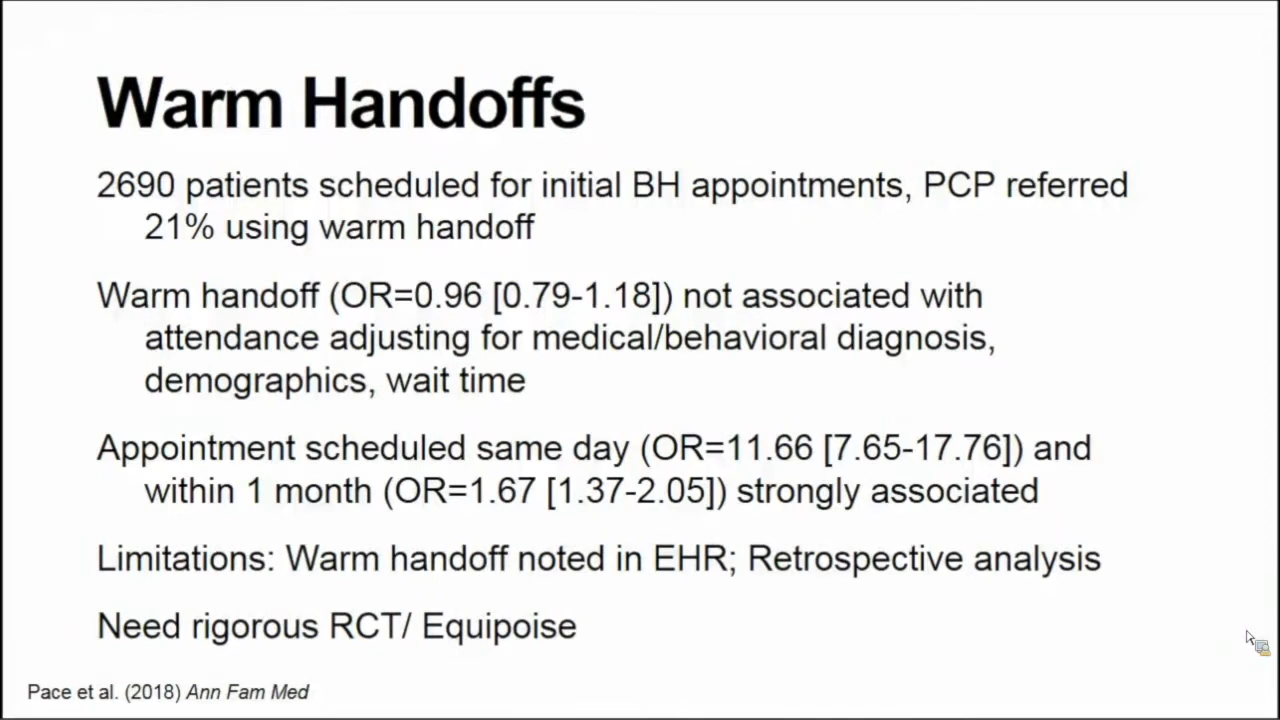 Warm Handoffs
2690 patients scheduled for initial BH appointments, PCP referred
21% using warm handoff
Warm handoff (OR=0.96 [0.79-1.18]) not associated with
attendance adjusting for medical/behavioral diagnosis,
demographics, wait time
Appointment scheduled same day (OR=11.66 [7.65-17.76]) and
within 1 month (OR=1.67 [1.37-2.05]) strongly associated
Limitations: Warm handoff noted in EHR; Retrospective analysis
Need rigorous RCT/ Equipoise
Pace et al. (2018) Ann Fam Med